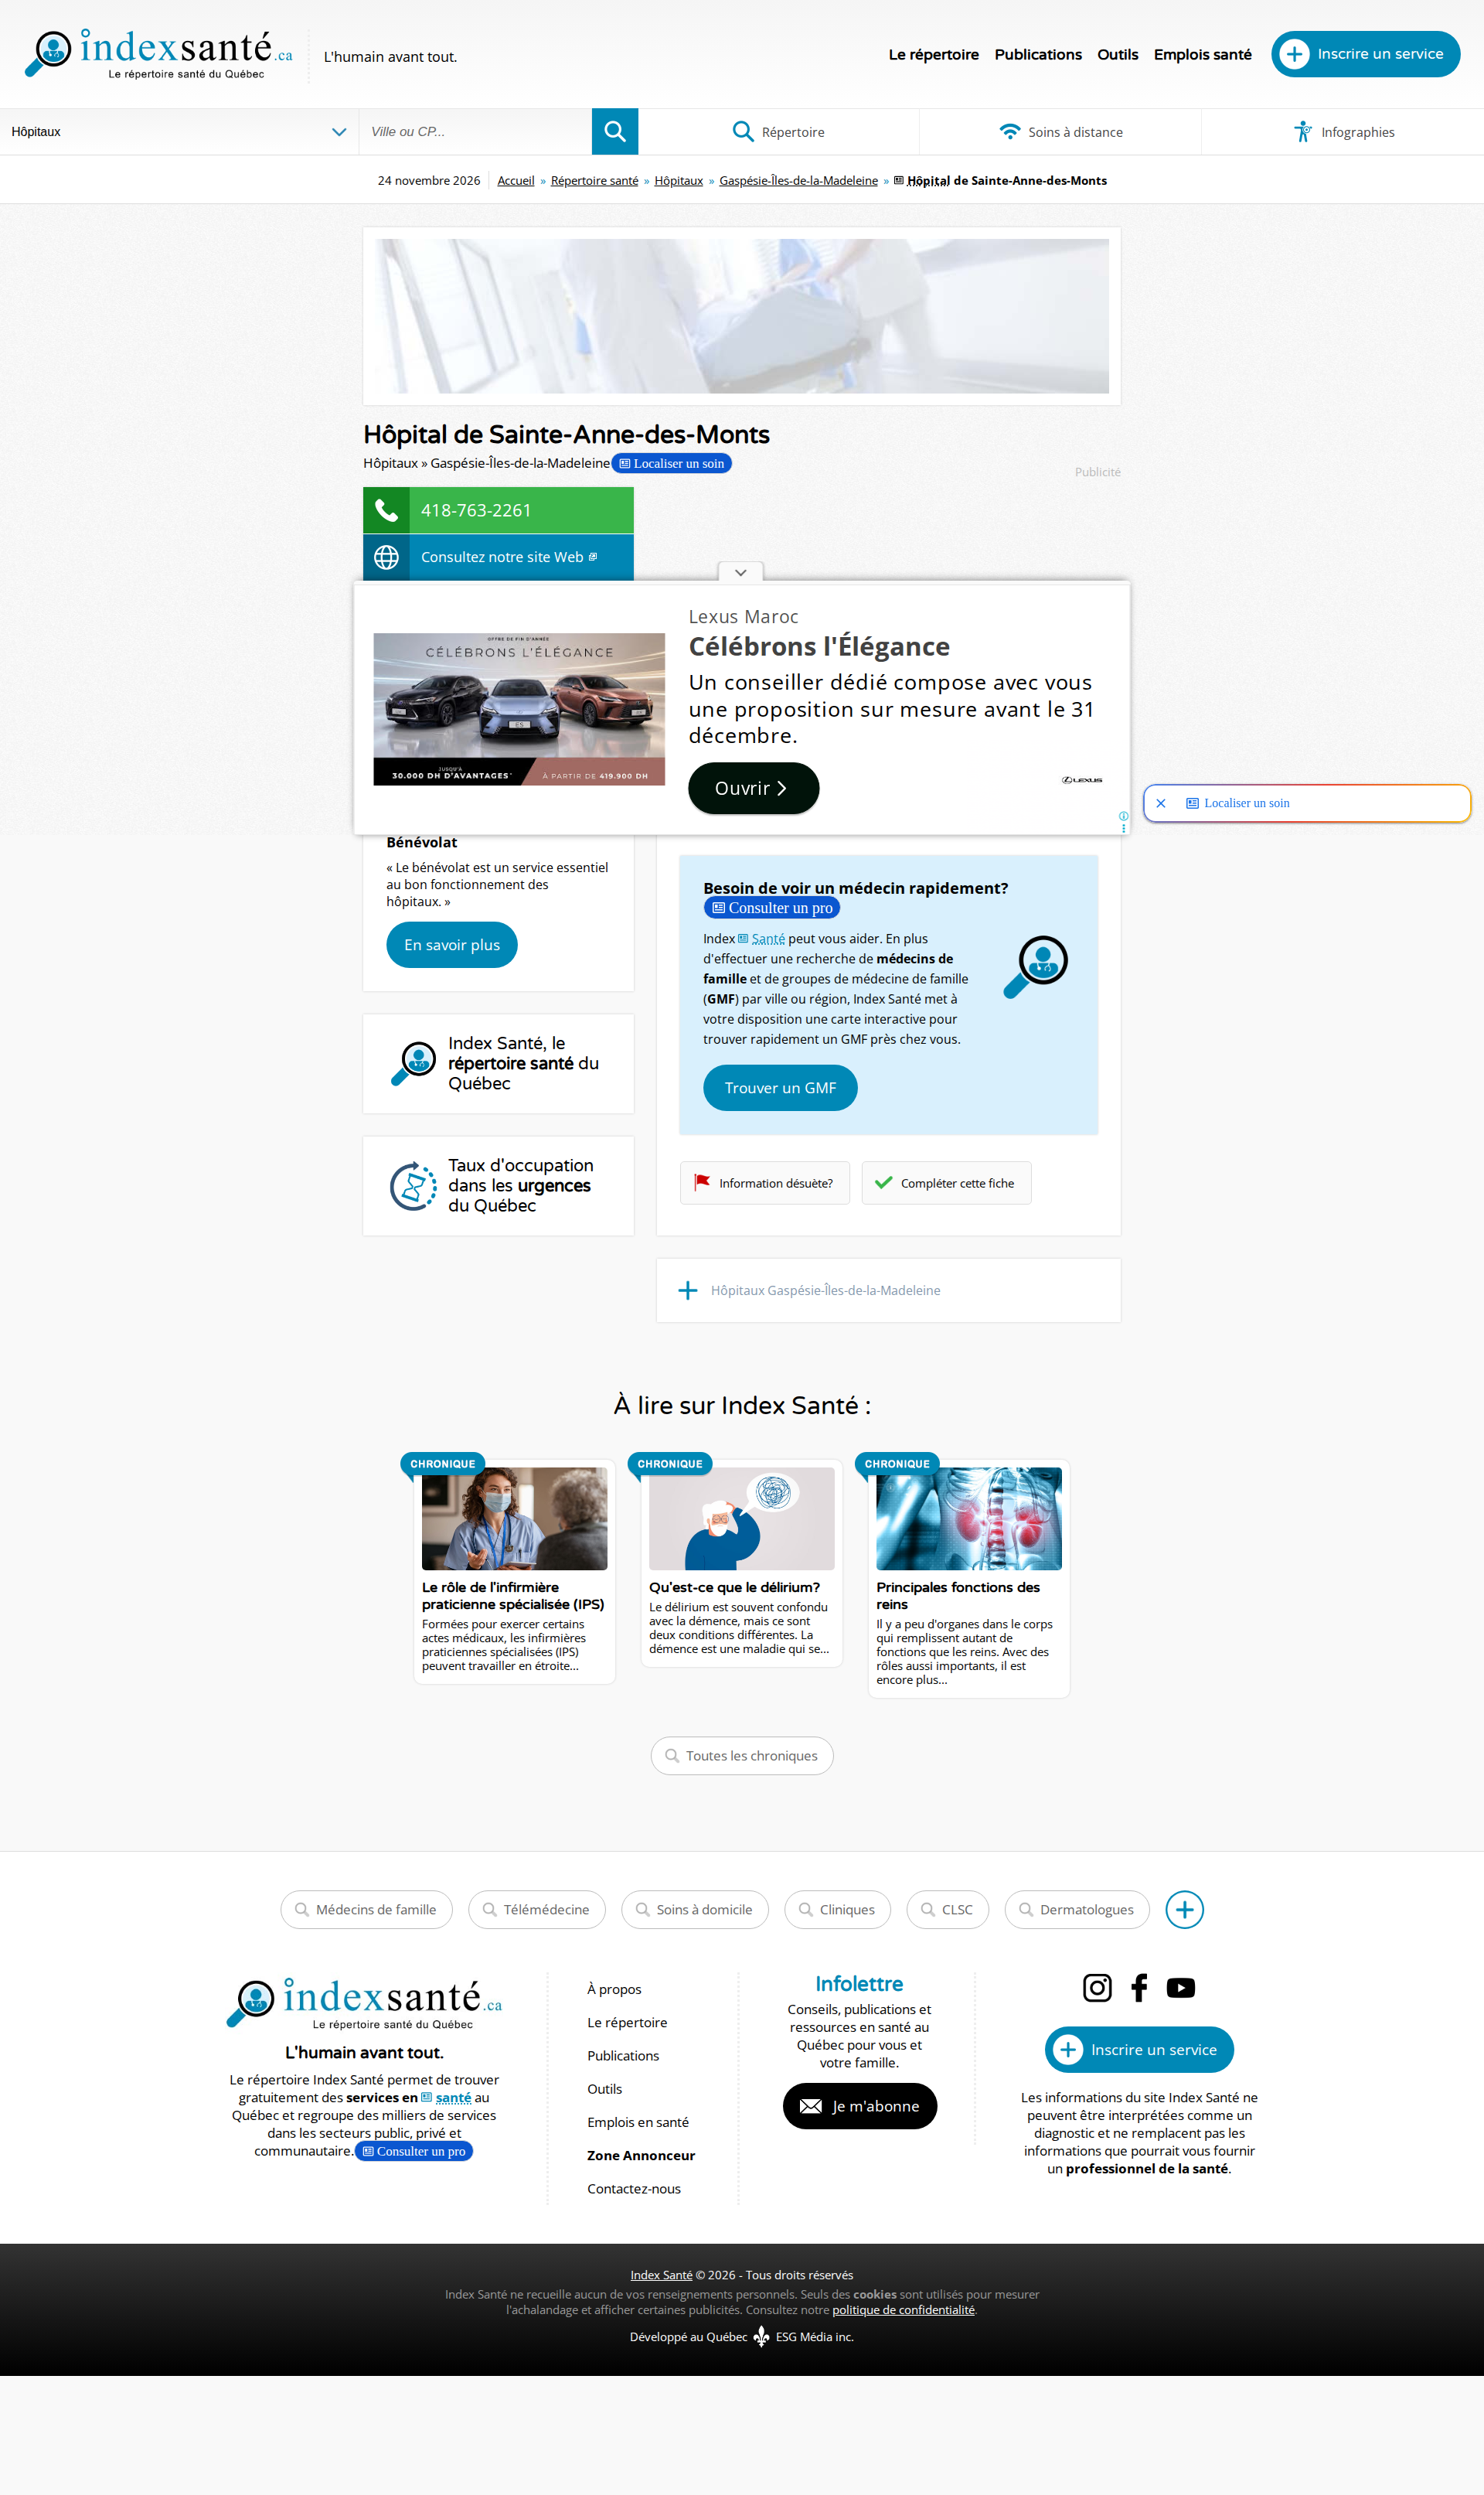 indexsanté.ca
Le répertoire santé du Québec
L'humain avant tout.
Le répertoire
Publications
Outils
Emplois santé
Inscrire un service
Hôpitaux
Ville ou CP...
Répertoire
Soins à distance
Infographies
24 novembre 2026
Accueil » Répertoire santé » Hôpitaux » Gaspésie-Îles-de-la-Madeleine » Hôpital de Sainte-Anne-des-Monts
Hôpital de Sainte-Anne-des-Monts
Hôpitaux » Gaspésie-Îles-de-la-Madeleine Localiser un soin
Publicité
418-763-2261
Consultez notre site Web
OFFRE DE FIN D'ANNÉE
CÉLÉBRONS L'ÉLÉGANCE
ES
JUSQU'À
30.000 DH D'AVANTAGES*
À PARTIR DE 419.900 DH
Lexus Maroc
Célébrons l'Élégance
Un conseiller dédié compose avec vous
une proposition sur mesure avant le 31
décembre.
Ouvrir
LEXUS
Localiser un soin
Bénévolat
« Le bénévolat est un service essentiel
au bon fonctionnement des
hôpitaux. »
En savoir plus
Index Santé, le
répertoire santé du
Québec
Taux d'occupation
dans les urgences
du Québec
Besoin de voir un médecin rapidement?
Consulter un pro
Index Santé peut vous aider. En plus
d'effectuer une recherche de médecins de
famille et de groupes de médecine de famille
(GMF) par ville ou région, Index Santé met à
votre disposition une carte interactive pour
trouver rapidement un GMF près chez vous.
Trouver un GMF
Information désuète?
Compléter cette fiche
Hôpitaux Gaspésie-Îles-de-la-Madeleine
À lire sur Index Santé :
CHRONIQUE
Le rôle de l'infirmière
praticienne spécialisée (IPS)
Formées pour exercer certains
actes médicaux, les infirmières
praticiennes spécialisées (IPS)
peuvent travailler en étroite...
CHRONIQUE
Qu'est-ce que le délirium?
Le délirium est souvent confondu
avec la démence, mais ce sont
deux conditions différentes. La
démence est une maladie qui se...
CHRONIQUE
Principales fonctions des
reins
Il y a peu d'organes dans le corps
qui remplissent autant de
fonctions que les reins. Avec des
rôles aussi importants, il est
encore plus...
Toutes les chroniques
Médecins de famille
Télémédecine
Soins à domicile
Cliniques
CLSC
Dermatologues
indexsanté.ca
Le répertoire santé du Québec
L'humain avant tout.
Le répertoire Index Santé permet de trouver
gratuitement des services en santé au
Québec et regroupe des milliers de services
dans les secteurs public, privé et
communautaire. Consulter un pro
À propos
Le répertoire
Publications
Outils
Emplois en santé
Zone Annonceur
Contactez-nous
Infolettre
Conseils, publications et
ressources en santé au
Québec pour vous et
votre famille.
Je m'abonne
Inscrire un service
Les informations du site Index Santé ne
peuvent être interprétées comme un
diagnostic et ne remplacent pas les
informations que pourrait vous fournir
un professionnel de la santé.
Index Santé © 2026 - Tous droits réservés
Index Santé ne recueille aucun de vos renseignements personnels. Seuls des cookies sont utilisés pour mesurer
l'achalandage et afficher certaines publicités. Consultez notre politique de confidentialité.
Développé au Québec ESG Média inc.